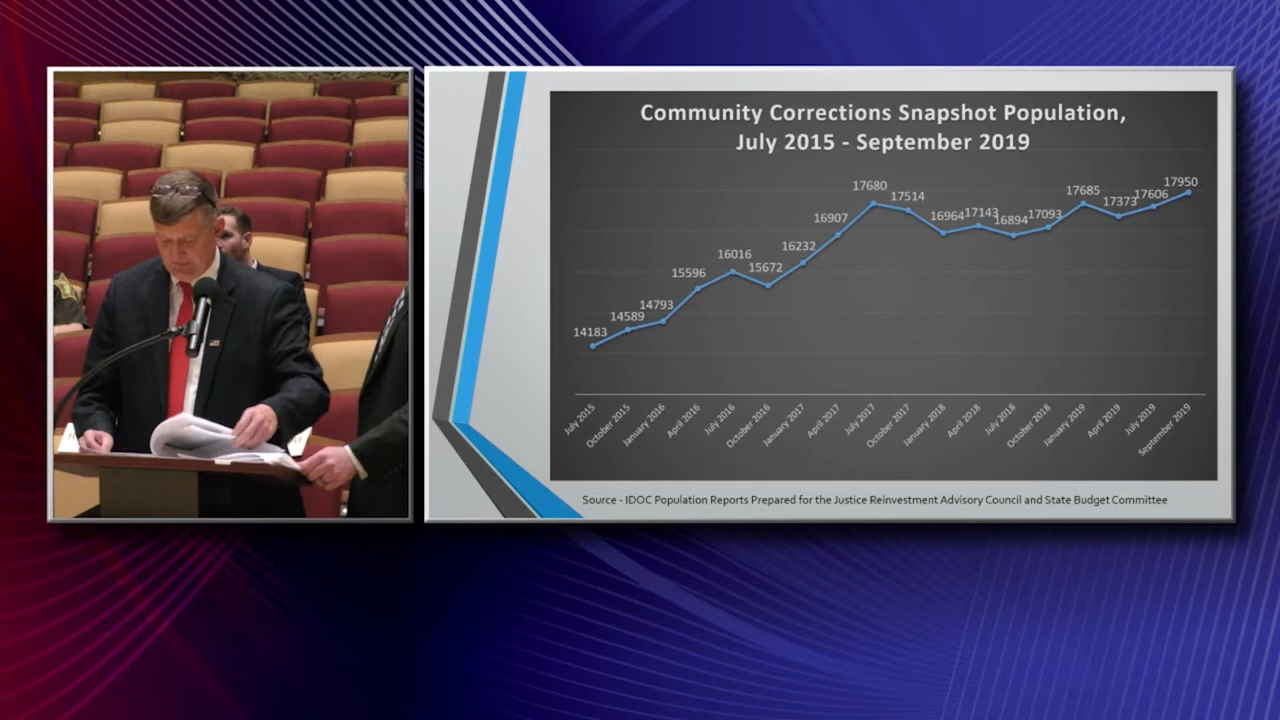 Community Corrections Snapshot Population,
July 2015 - September 2019
14183
14589
14793
15596
16016
15672
16232
16907
17680
17514
16964
17143
16894
17093
17685
17373
17606
17950
July 2015
October 2015
January 2016
April 2016
July 2016
October 2016
January 2017
April 2017
July 2017
October 2017
January 2018
April 2018
July 2018
October 2018
January 2019
April 2019
July 2019
September 2019
Source - IDOC Population Reports Prepared for the Justice Reinvestment Advisory Council and State Budget Committee